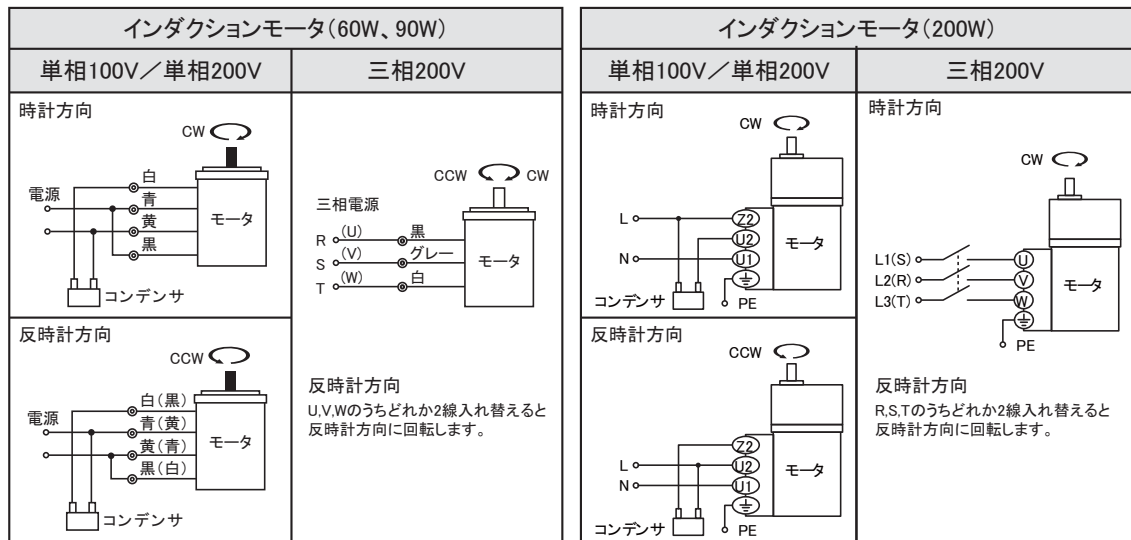 インダクションモータ（60W、90W）
単相100V／単相200V
三相200V
時計方向
CW
白
電源
青
黄
黒
モータ
コンデンサ
反時計方向
CCW
白（黒）
電源
青（黄）
黄（青）
黒（白）
モータ
コンデンサ
CCW CW
三相電源
R (U) 黒
S (V) グレー
T (W) 白
モータ
反時計方向
U,V,Wのうちどれか2線入れ替えると
反時計方向に回転します。
インダクションモータ（200W）
単相100V／単相200V
三相200V
時計方向
CW
L Z2
U2
N U1
モータ
コンデンサ
PE
反時計方向
CCW
Z2
L U2
N U1
モータ
コンデンサ
PE
時計方向
CW
L1(S) U
L2(R) V
L3(T) W
モータ
PE
反時計方向
R,S,Tのうちどれか2線入れ替えると
反時計方向に回転します。